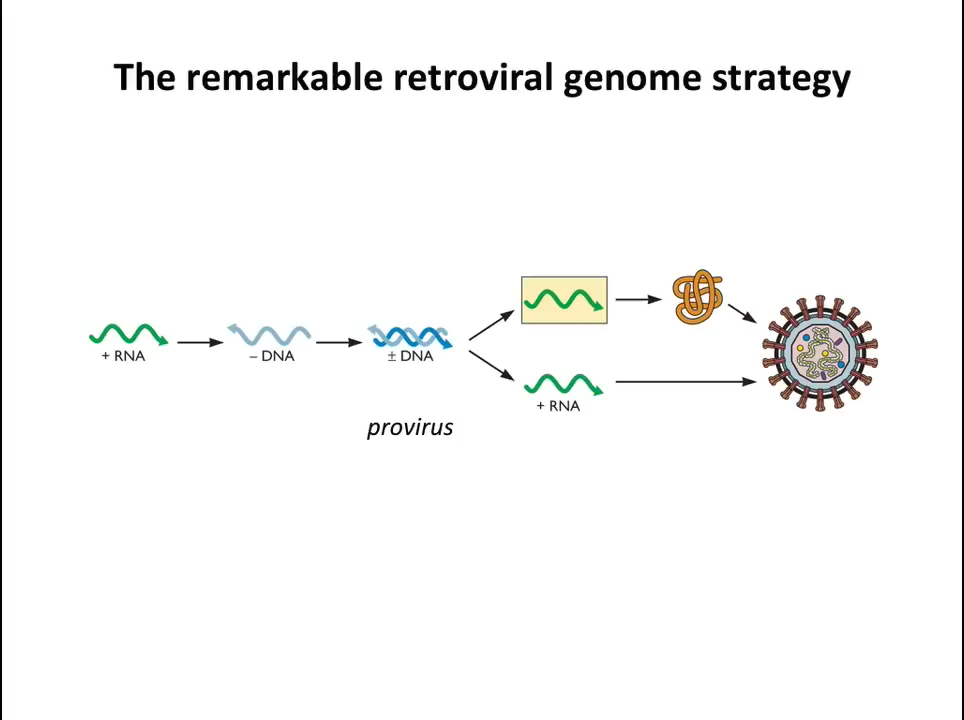 The remarkable retroviral genome strategy
+ RNA
– DNA
± DNA
+ RNA
provirus